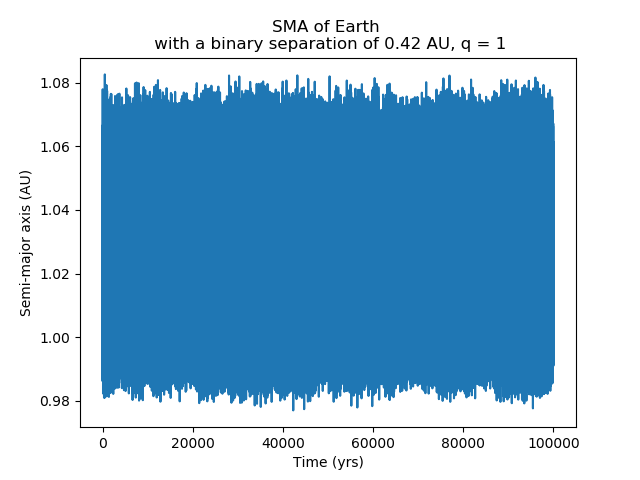 SMA of Earth
with a binary separation of 0.42 AU, q = 1
Semi-major axis (AU)
1.08
1.06
1.04
1.02
1.00
0.98
0 20000 40000 60000 80000 100000
Time (yrs)